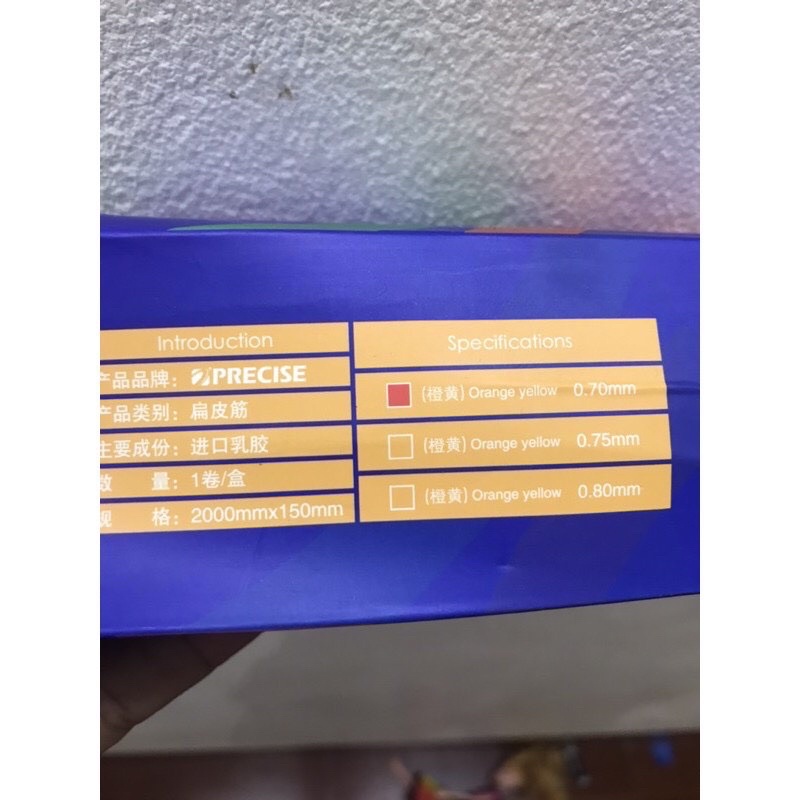 Introduction
产品品牌: PRECISE
产品类别: 扁皮筋
主要成份: 进口乳胶
数 量: 1卷/盒
规 格: 2000mmx150mm
Specifications
(橙黄) Orange yellow 0.70mm
(橙黄) Orange yellow 0.75mm
(橙黄) Orange yellow 0.80mm